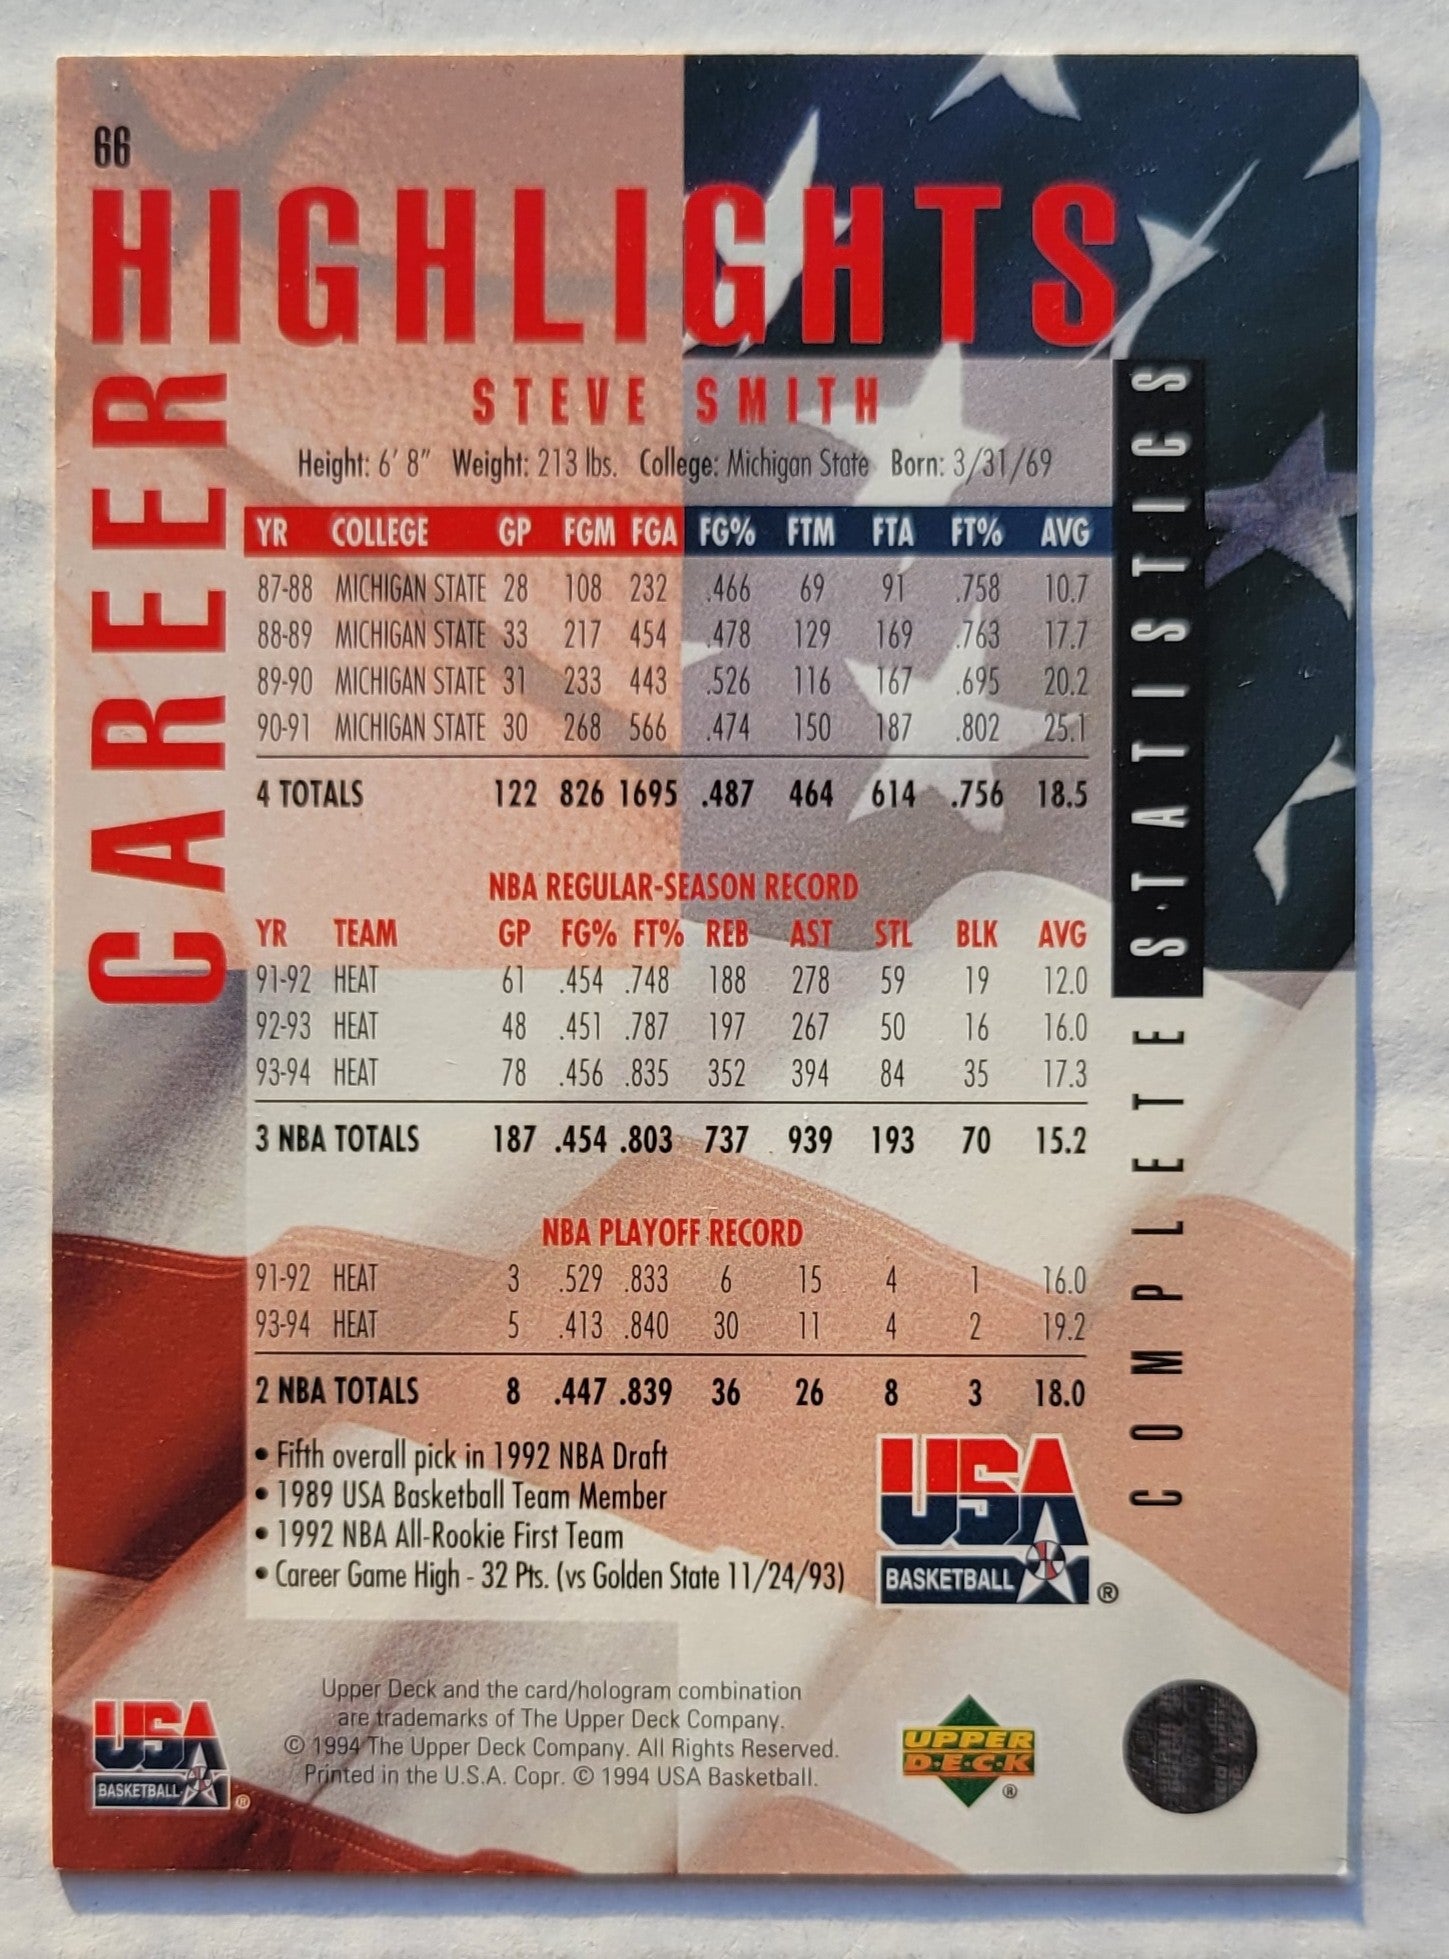 66
CAREER HIGHLIGHTS
STEVE SMITH
Height: 6' 8" Weight: 213 lbs. College: Michigan State Born: 3/31/69
YR COLLEGE GP FGM FGA FG% FTM FTA FT% AVG
87-88 MICHIGAN STATE 28 108 232 .466 69 91 .758 10.7
88-89 MICHIGAN STATE 33 217 454 .478 129 169 .763 17.7
89-90 MICHIGAN STATE 31 233 443 .526 116 167 .695 20.2
90-91 MICHIGAN STATE 30 268 566 .474 150 187 .802 25.1
4 TOTALS 122 826 1695 .487 464 614 .756 18.5
NBA REGULAR-SEASON RECORD
YR TEAM GP FG% FT% REB AST STL BLK AVG
91-92 HEAT 61 .454 .748 188 278 59 19 12.0
92-93 HEAT 48 .451 .787 197 267 50 16 16.0
93-94 HEAT 78 .456 .835 352 394 84 35 17.3
3 NBA TOTALS 187 .454 .803 737 939 193 70 15.2
NBA PLAYOFF RECORD
91-92 HEAT 3 .529 .833 6 15 4 1 16.0
93-94 HEAT 5 .413 .840 30 11 4 2 19.2
2 NBA TOTALS 8 .447 .839 36 26 8 3 18.0
• Fifth overall pick in 1992 NBA Draft
• 1989 USA Basketball Team Member
• 1992 NBA All-Rookie First Team
• Career Game High - 32 Pts. (vs Golden State 11/24/93)
COMPLETE STATISTICS
USA
BASKETBALL ®
USA
BASKETBALL ®
Upper Deck and the card/hologram combination
are trademarks of The Upper Deck Company.
© 1994 The Upper Deck Company. All Rights Reserved.
Printed in the U.S.A. Copr. © 1994 USA Basketball.
UPPER
D·E·C·K ®